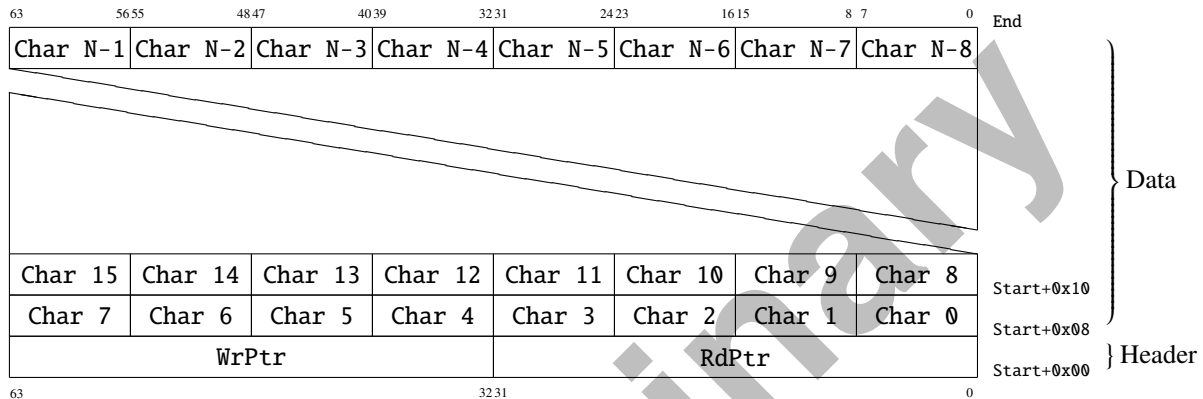 63 56 55 48 47 40 39 32 31 24 23 16 15 8 7 0 End
Char N-1 Char N-2 Char N-3 Char N-4 Char N-5 Char N-6 Char N-7 Char N-8
Data
Char 15 Char 14 Char 13 Char 12 Char 11 Char 10 Char 9 Char 8 Start+0x10
Char 7 Char 6 Char 5 Char 4 Char 3 Char 2 Char 1 Char 0 Start+0x08
WrPtr RdPtr Start+0x00 Header
63 32 31 0
inary